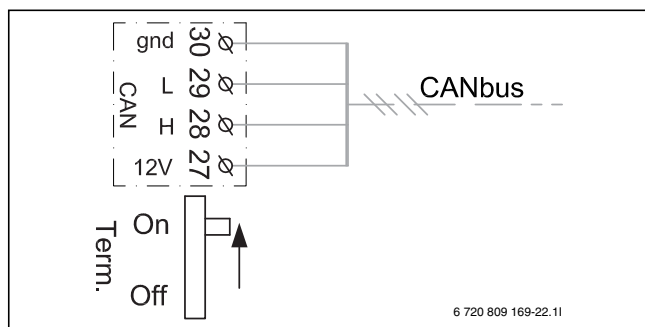 gnd 30
L 29
CAN
H 28
12V 27
CANbus
Term.
On
Off
6 720 809 169-22.1I